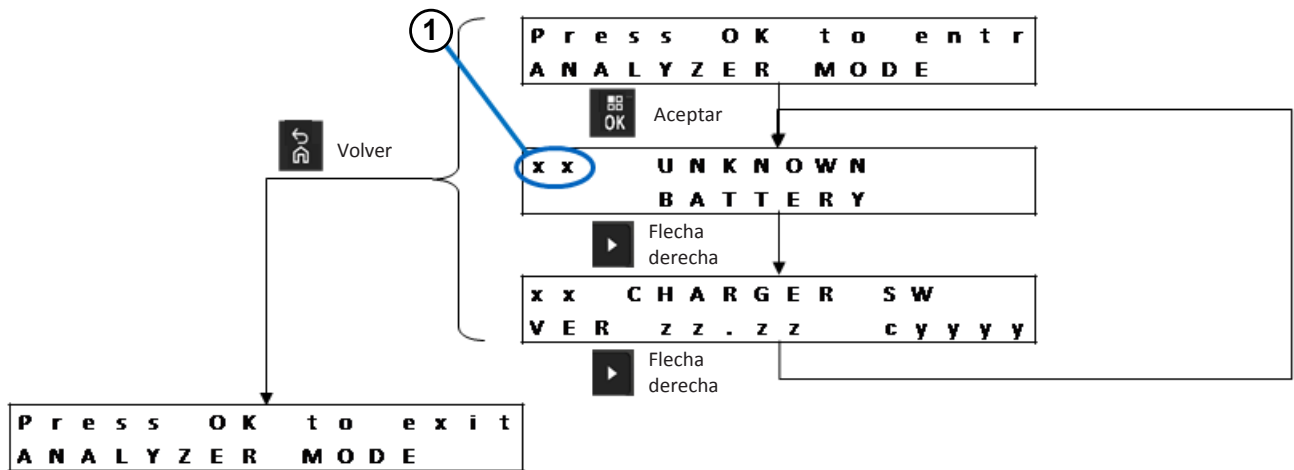 1
Press OK to entr
ANALYZER MODE
OK
Aceptar
Volver
xx UNKNOWN
BATTERY
Flecha
derecha
xx CHARGER SW
VER zz.zz cyyyy
Flecha
derecha
Press OK to exit
ANALYZER MODE